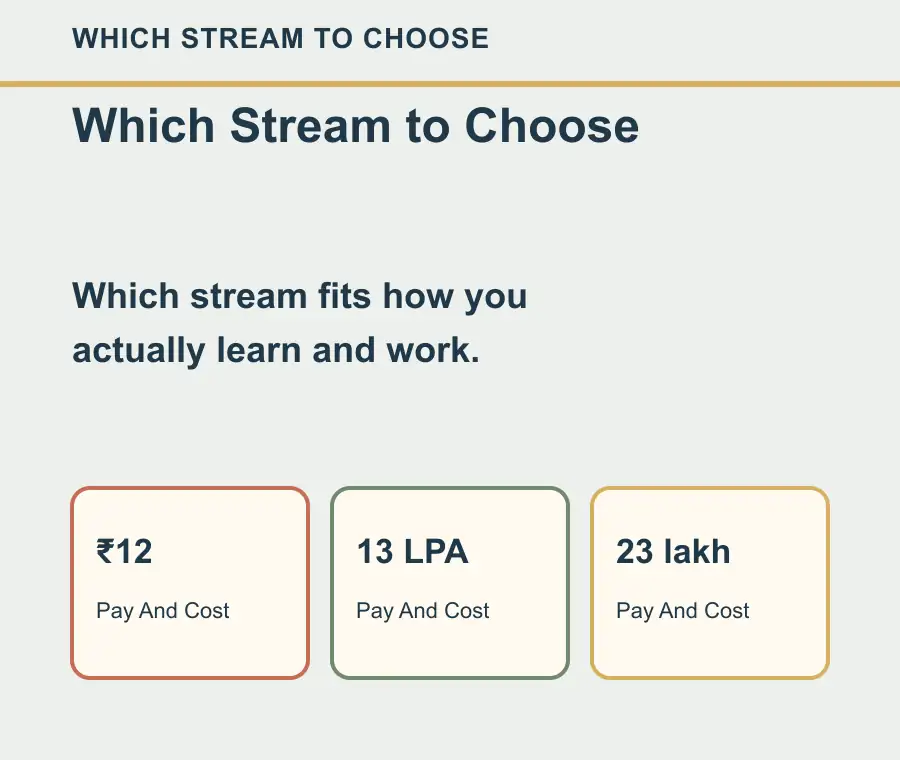 WHICH STREAM TO CHOOSE
Which Stream to Choose
Which stream fits how you
actually learn and work.
₹12
Pay And Cost
13 LPA
Pay And Cost
23 lakh
Pay And Cost